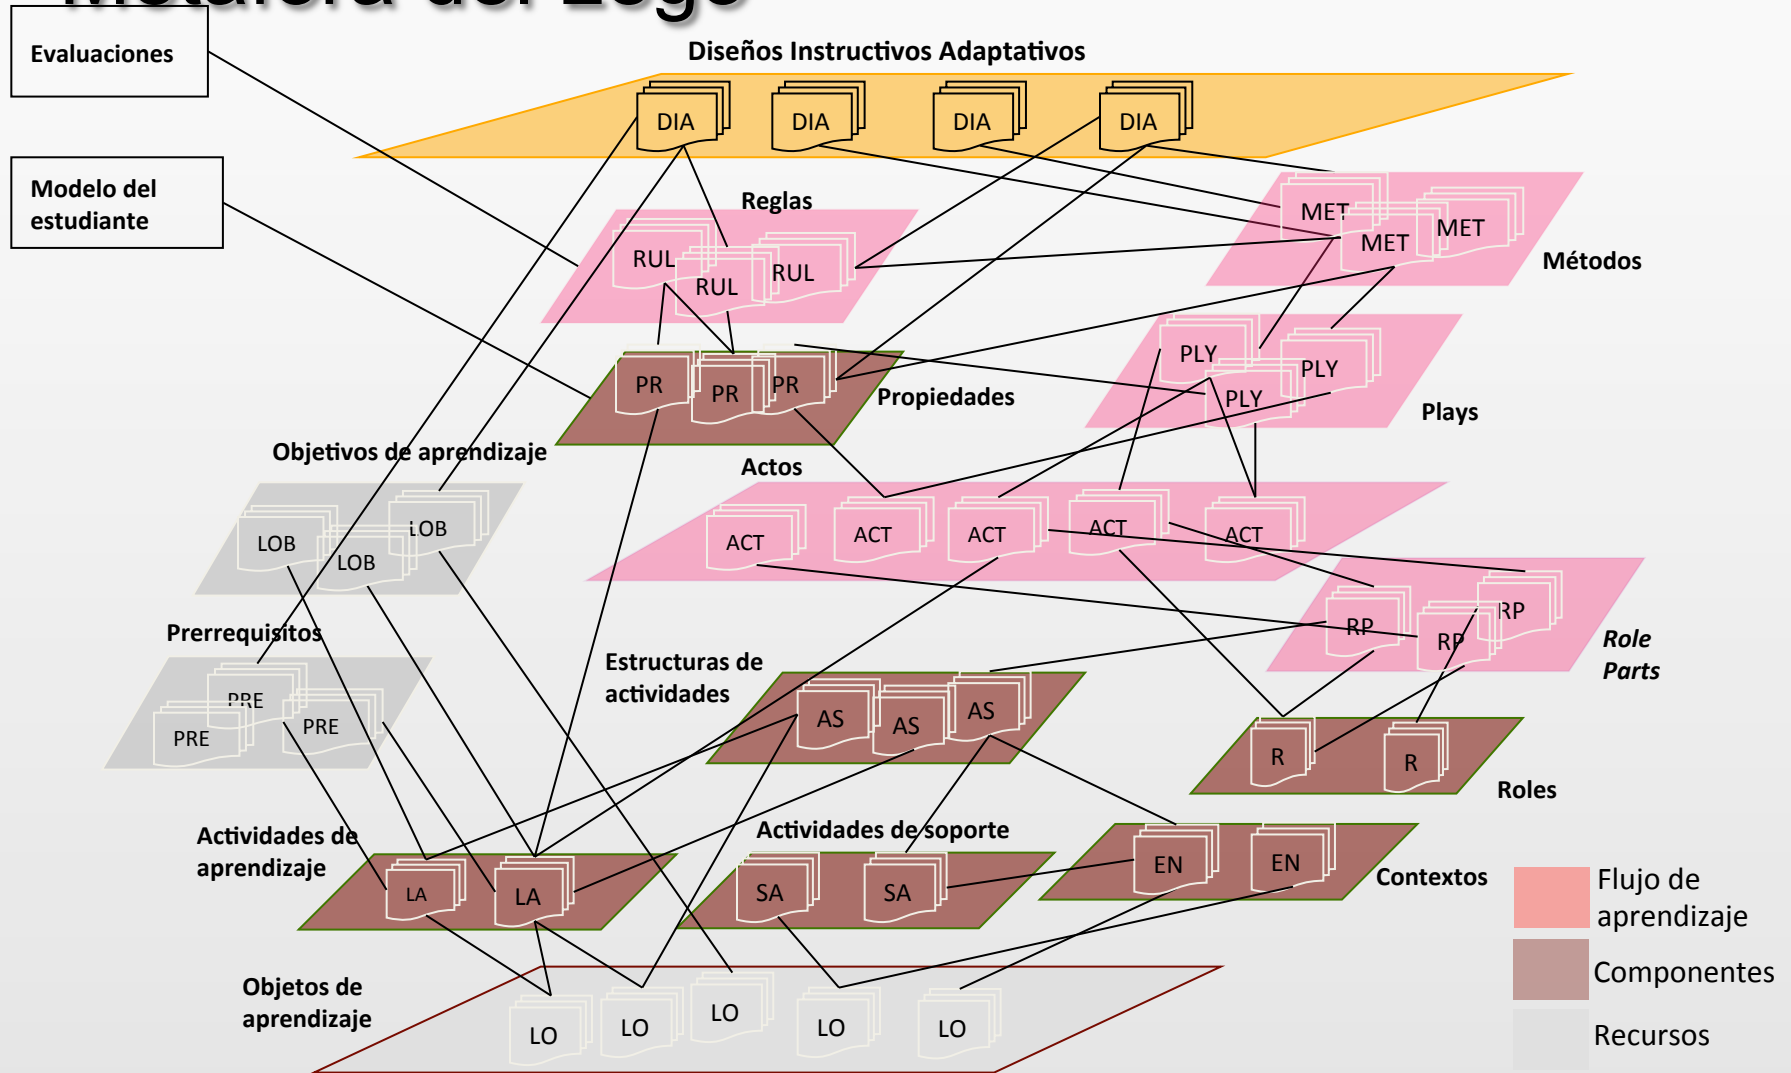 Metáfora del Lego
Evaluaciones
Diseños Instructivos Adaptativos
DIA DIA DIA DIA
Modelo del
estudiante
Reglas
RUL RUL RUL
MET MET MET
Métodos
PR PR PR
Propiedades
PLY PLY PLY
Plays
Objetivos de aprendizaje
LOB LOB LOB
Actos
ACT ACT ACT ACT ACT
Prerrequisitos
PRE PRE PRE
RP RP RP
Role
Parts
Estructuras de
actividades
AS AS AS
R R
Roles
Actividades de
aprendizaje
LA LA
Actividades de soporte
SA SA
EN EN
Contextos
Objetos de
aprendizaje
LO LO LO LO LO
Flujo de
aprendizaje
Componentes
Recursos